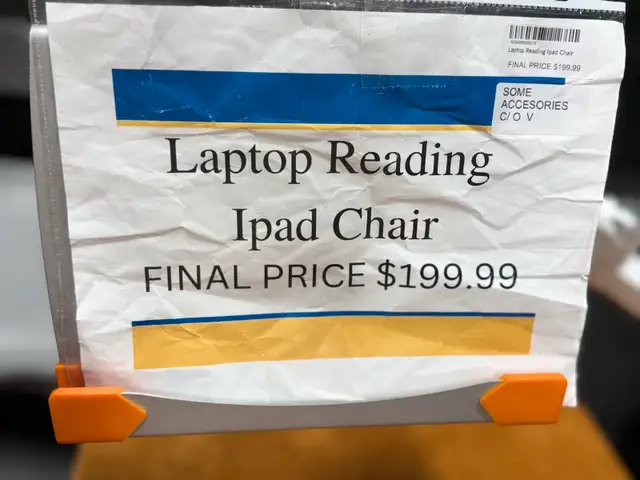 Laptop Reading Ipad Chair
FINAL PRICE $199.99
SOME
ACCESORIES
C/ O V
Laptop Reading
Ipad Chair
FINAL PRICE $199.99